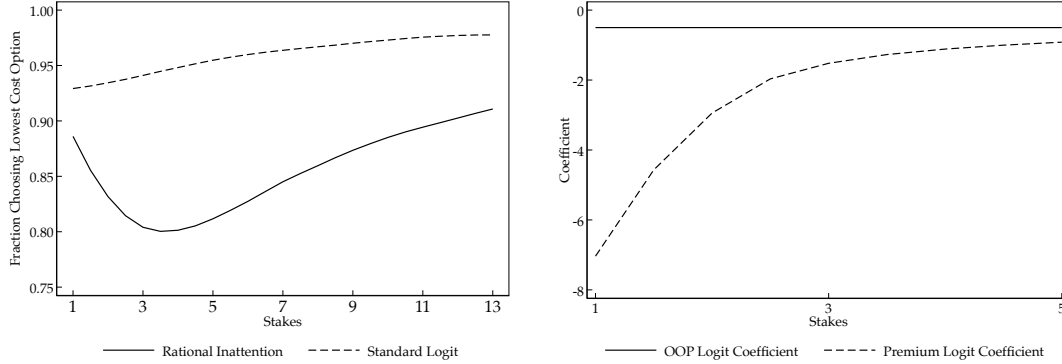 Fraction Choosing Lowest Cost Option
1.00
0.95
0.90
0.85
0.80
0.75
1 3 5 7 9 11 13
Stakes
Rational Inattention Standard Logit
Coefficient
0
-2
-4
-6
-8
1 3 5
Stakes
OOP Logit Coefficient Premium Logit Coefficient